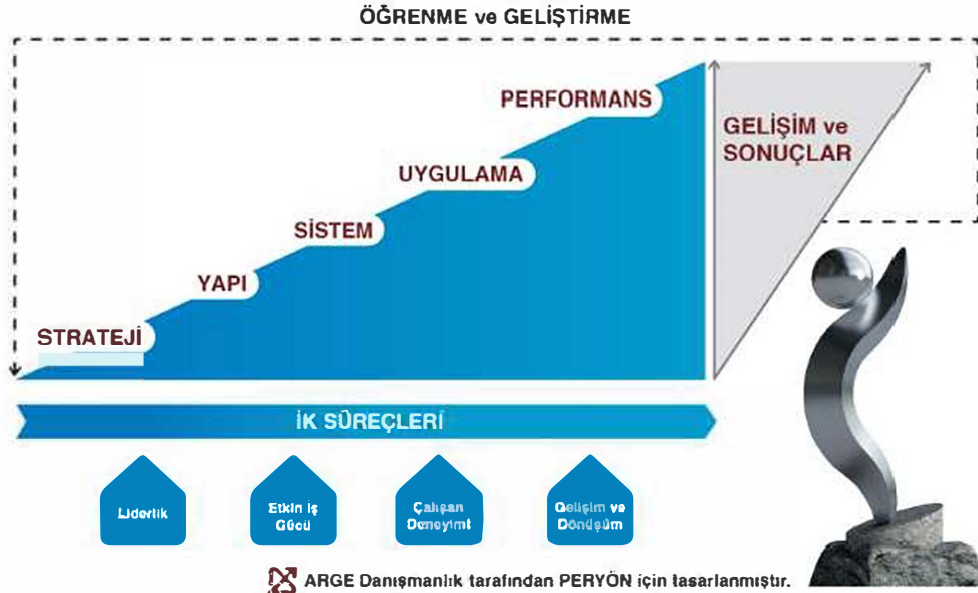 ÖĞRENME ve GELİŞTİRME
PERFORMANS
GELİŞİM ve
SONUÇLAR
UYGULAMA
SİSTEM
YAPI
STRATEJİ
İK SÜREÇLERİ
Liderlik
Etkin İş
Gücü
Çalışan
Deneyimi
Gelişim ve
Dönüşüm
ARGE Danışmanlık tarafından PERYÖN için tasarlanmıştır.